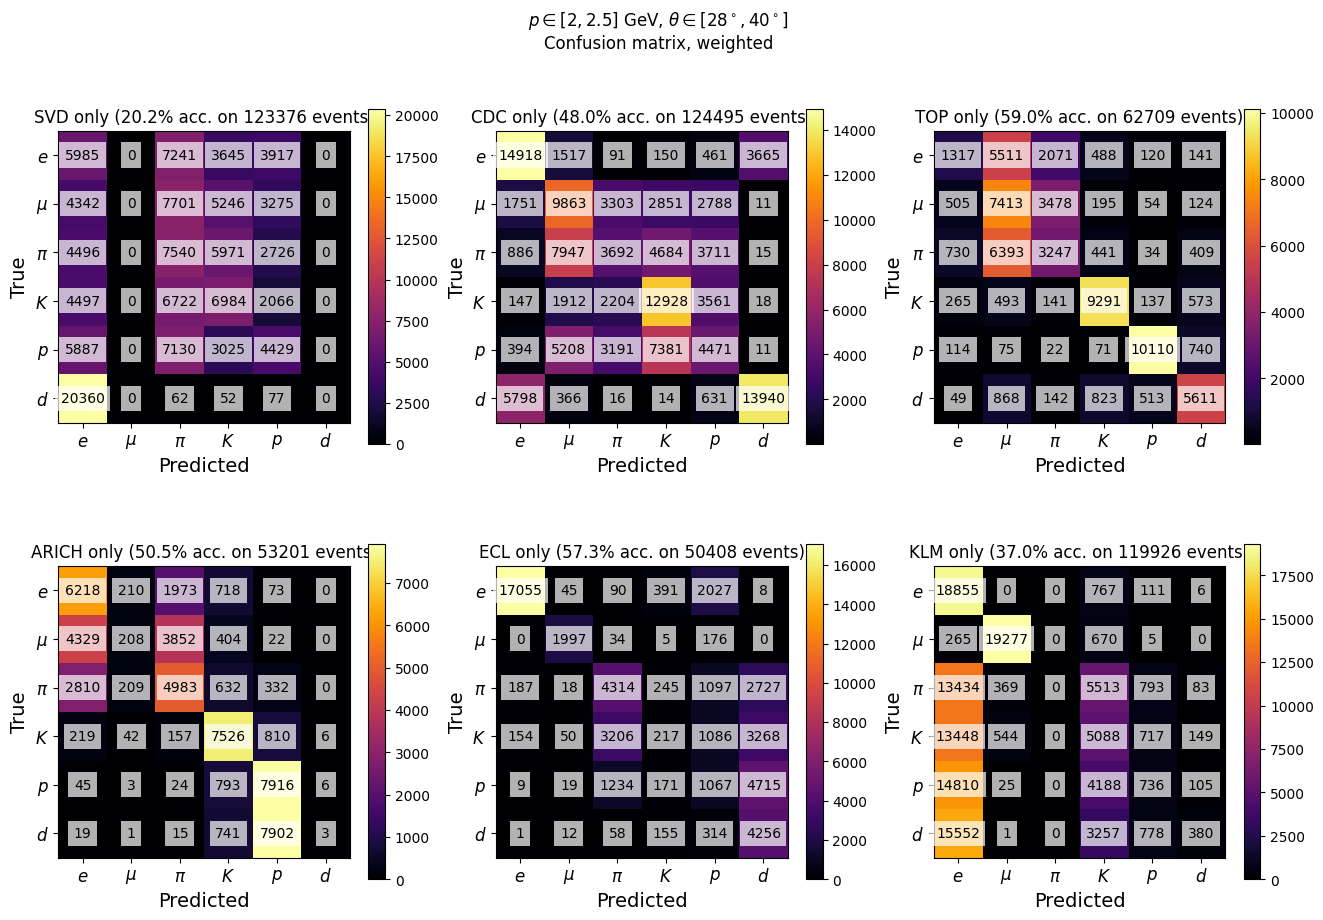 p ∈ [2, 2.5] GeV, θ ∈ [28°, 40°]
Confusion matrix, weighted
SVD only (20.2% acc. on 123376 events
True
e 5985 0 7241 3645 3917 0
μ 4342 0 7701 5246 3275 0
π 4496 0 7540 5971 2726 0
K 4497 0 6722 6984 2066 0
p 5887 0 7130 3025 4429 0
d 20360 0 62 52 77 0
e μ π K p d
Predicted
20000
17500
15000
12500
10000
7500
5000
2500
0
CDC only (48.0% acc. on 124495 events
True
e 14918 1517 91 150 461 3665
μ 1751 9863 3303 2851 2788 11
π 886 7947 3692 4684 3711 15
K 147 1912 2204 12928 3561 18
p 394 5208 3191 7381 4471 11
d 5798 366 16 14 631 13940
e μ π K p d
Predicted
14000
12000
10000
8000
6000
4000
2000
TOP only (59.0% acc. on 62709 events)
True
e 1317 5511 2071 488 120 141
μ 505 7413 3478 195 54 124
π 730 6393 3247 441 34 409
K 265 493 141 9291 137 573
p 114 75 22 71 10110 740
d 49 868 142 823 513 5611
e μ π K p d
Predicted
10000
8000
6000
4000
2000
ARICH only (50.5% acc. on 53201 events
True
e 6218 210 1973 718 73 0
μ 4329 208 3852 404 22 0
π 2810 209 4983 632 332 0
K 219 42 157 7526 810 6
p 45 3 24 793 7916 6
d 19 1 15 741 7902 3
e μ π K p d
Predicted
7000
6000
5000
4000
3000
2000
1000
0
ECL only (57.3% acc. on 50408 events)
True
e 17055 45 90 391 2027 8
μ 0 1997 34 5 176 0
π 187 18 4314 245 1097 2727
K 154 50 3206 217 1086 3268
p 9 19 1234 171 1067 4715
d 1 12 58 155 314 4256
e μ π K p d
Predicted
16000
14000
12000
10000
8000
6000
4000
2000
0
KLM only (37.0% acc. on 119926 events
True
e 18855 0 0 767 111 6
μ 265 19277 0 670 5 0
π 13434 369 0 5513 793 83
K 13448 544 0 5088 717 149
p 14810 25 0 4188 736 105
d 15552 1 0 3257 778 380
e μ π K p d
Predicted
17500
15000
12500
10000
7500
5000
2500
0